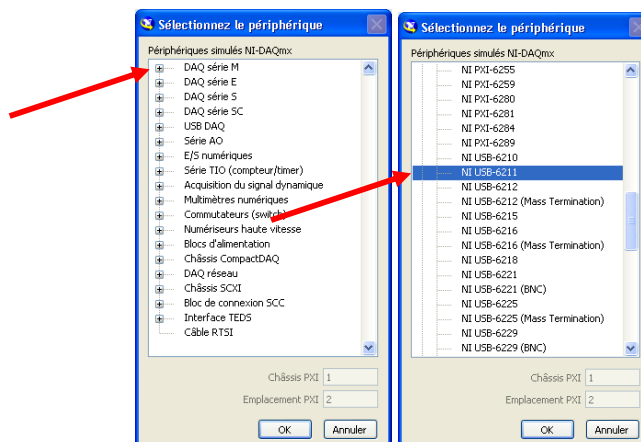 Sélectionnez le périphérique
Périphériques simulés NI-DAQmx
DAQ série M
DAQ série E
DAQ série S
DAQ série SC
USB DAQ
Série AO
E/S numériques
Série TIO (compteur/timer)
Acquisition du signal dynamique
Multimètres numériques
Commutateurs (switch)
Numériseurs haute vitesse
Blocs d'alimentation
Châssis CompactDAQ
DAQ réseau
Châssis SCXI
Bloc de connexion SCC
Interface TEDS
Câble RTSI
Châssis PXI 1
Emplacement PXI 2
OK Annuler
Sélectionnez le périphérique
Périphériques simulés NI-DAQmx
NI PXI-6255
NI PXI-6259
NI PXI-6280
NI PXI-6281
NI PXI-6284
NI PXI-6289
NI USB-6210
NI USB-6211
NI USB-6212
NI USB-6212 (Mass Termination)
NI USB-6215
NI USB-6216
NI USB-6216 (Mass Termination)
NI USB-6218
NI USB-6221
NI USB-6221 (BNC)
NI USB-6225
NI USB-6225 (Mass Termination)
NI USB-6229
NI USB-6229 (BNC)
Châssis PXI 1
Emplacement PXI 2
OK Annuler